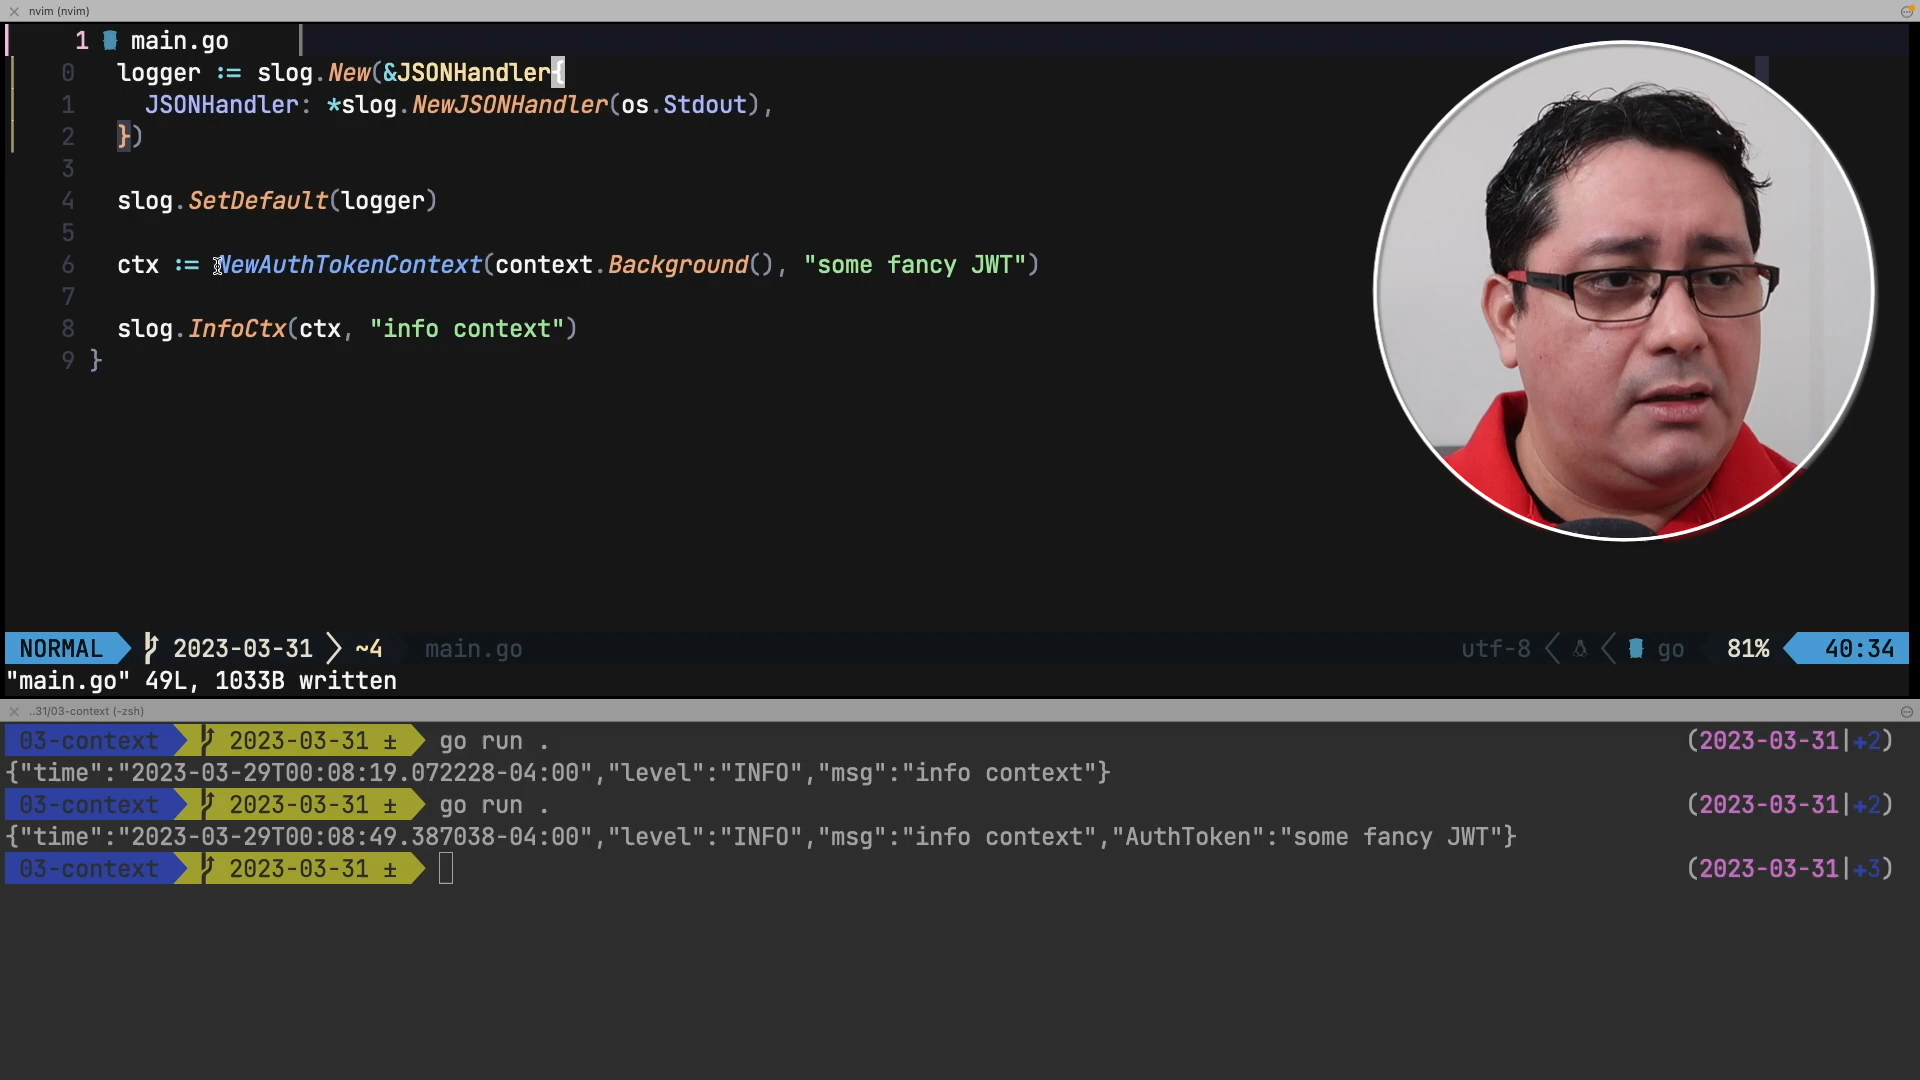 nvim (nvim)
1 main.go
0 logger := slog.New(&JSONHandler{
1 JSONHandler: *slog.NewJSONHandler(os.Stdout),
2 })
3
4 slog.SetDefault(logger)
5
6 ctx := NewAuthTokenContext(context.Background(), "some fancy JWT")
7
8 slog.InfoCtx(ctx, "info context")
9 }
NORMAL 2023-03-31 ~4 main.go utf-8 go 81% 40:34
"main.go" 49L, 1033B written
..31/03-context (-zsh)
03-context 2023-03-31 ± go run . (2023-03-31|+2)
{"time":"2023-03-29T00:08:19.072228-04:00","level":"INFO","msg":"info context"}
03-context 2023-03-31 ± go run . (2023-03-31|+2)
{"time":"2023-03-29T00:08:49.387038-04:00","level":"INFO","msg":"info context","AuthToken":"some fancy JWT"}
03-context 2023-03-31 ± (2023-03-31|+3)